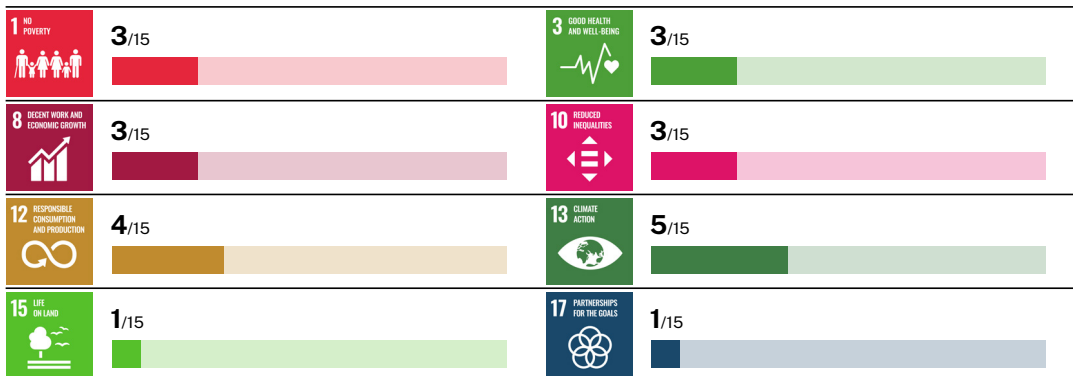 1 NO
POVERTY
3/15
3 GOOD HEALTH
AND WELL-BEING
3/15
8 DECENT WORK AND
ECONOMIC GROWTH
3/15
10 REDUCED
INEQUALITIES
3/15
12 RESPONSIBLE
CONSUMPTION
AND PRODUCTION
4/15
13 CLIMATE
ACTION
5/15
15 LIFE
ON LAND
1/15
17 PARTNERSHIPS
FOR THE GOALS
1/15